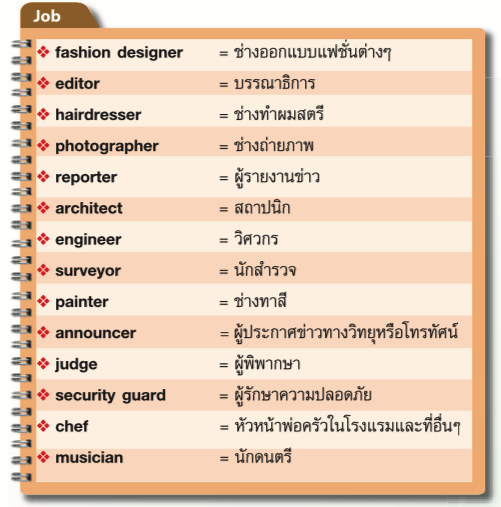 Job
❖ fashion designer = ช่างออกแบบแฟชั่นต่างๆ
❖ editor = บรรณาธิการ
❖ hairdresser = ช่างทำผมสตรี
❖ photographer = ช่างถ่ายภาพ
❖ reporter = ผู้รายงานข่าว
❖ architect = สถาปนิก
❖ engineer = วิศวกร
❖ surveyor = นักสำรวจ
❖ painter = ช่างทาสี
❖ announcer = ผู้ประกาศข่าวทางวิทยุหรือโทรทัศน์
❖ judge = ผู้พิพากษา
❖ security guard = ผู้รักษาความปลอดภัย
❖ chef = หัวหน้าพ่อครัวในโรงแรมและที่อื่นๆ
❖ musician = นักดนตรี